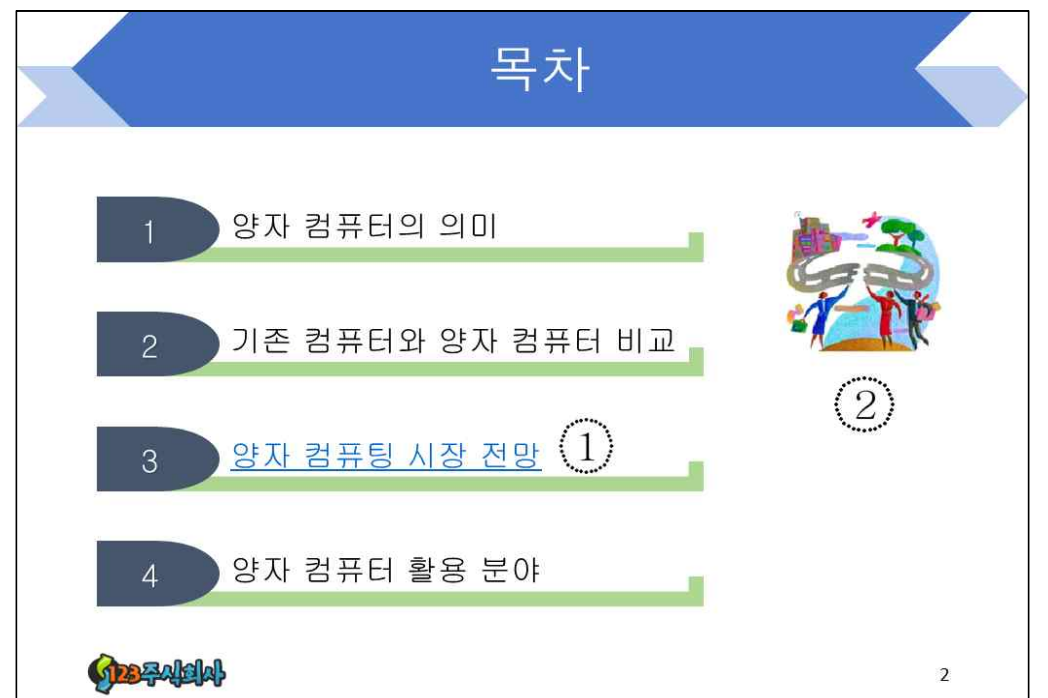 목차
1 양자 컴퓨터의 의미
2 기존 컴퓨터와 양자 컴퓨터 비교
②
3 양자 컴퓨팅 시장 전망 ①
4 양자 컴퓨터 활용 분야
123주식회사
2